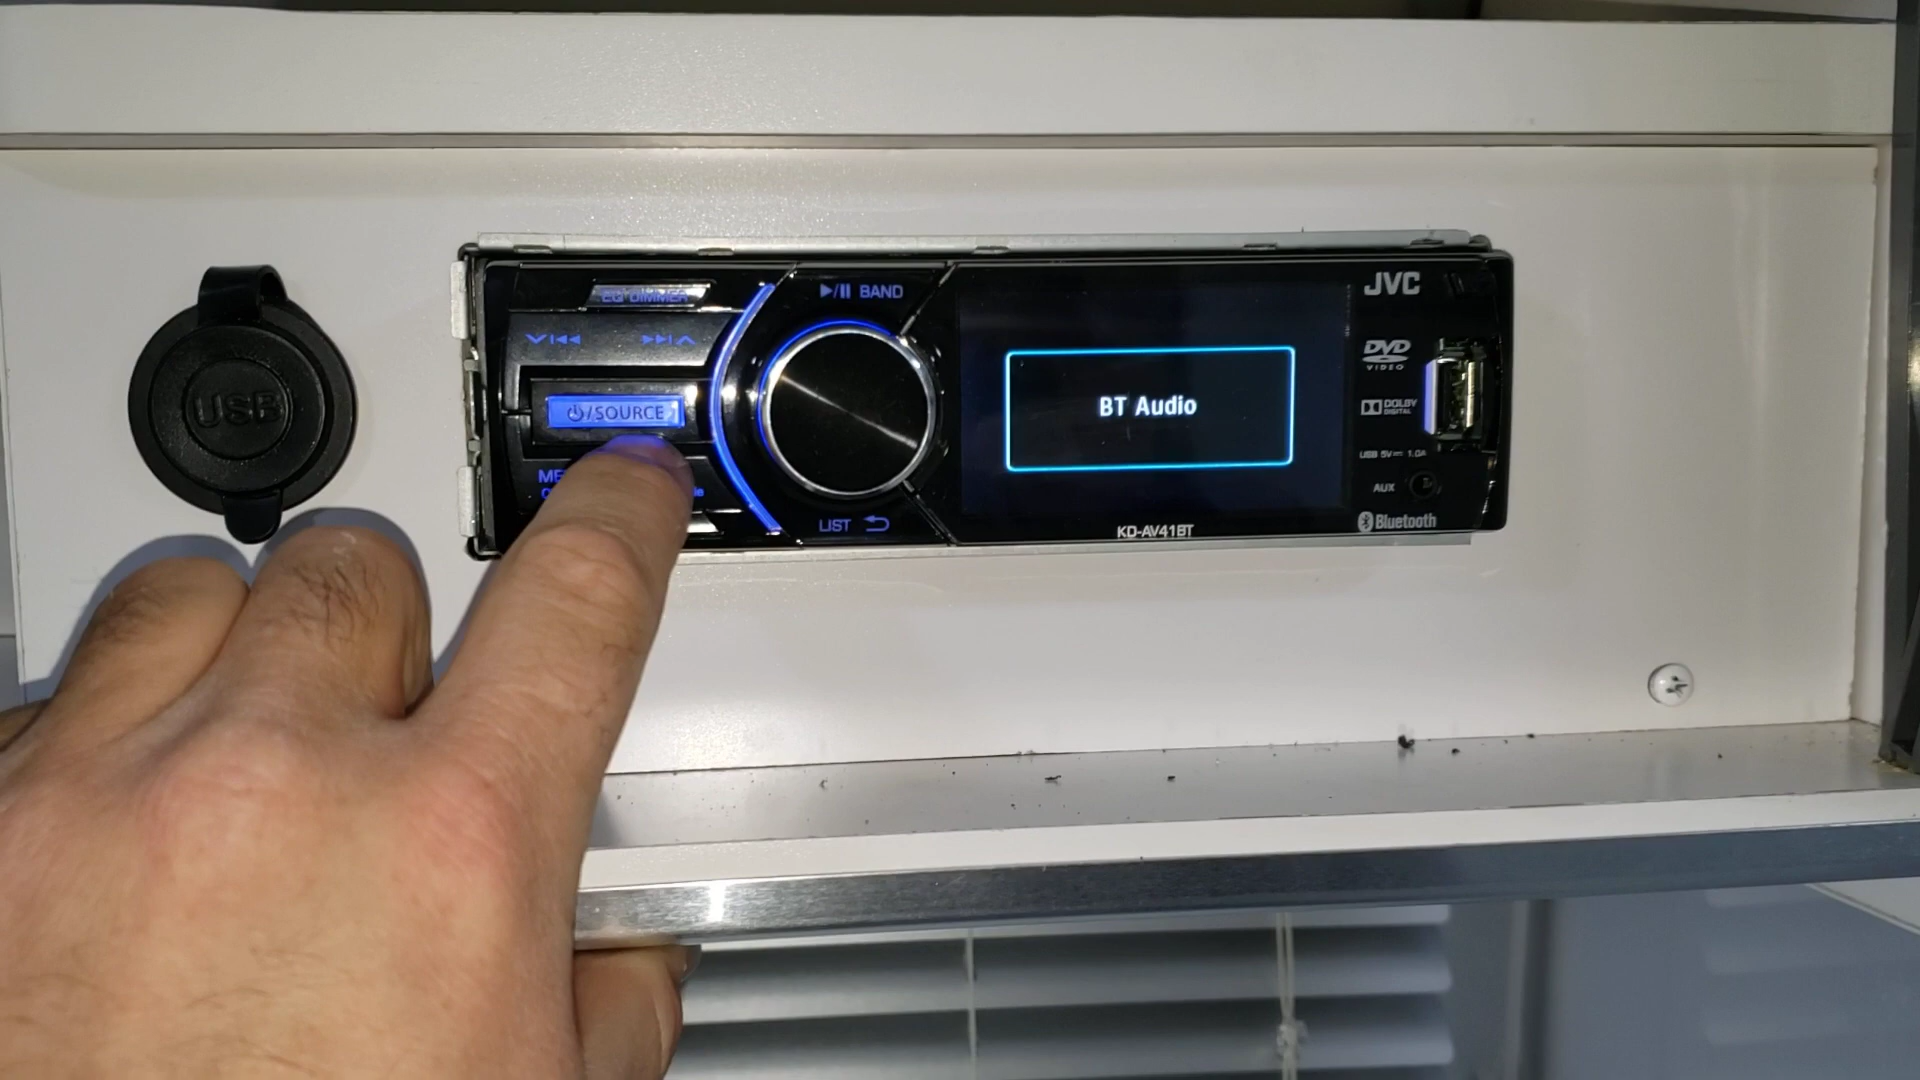 USB
EQ DIMMER
BAND
⏻/SOURCE
LIST
BT Audio
KD-AV41BT
JVC
DVD
VIDEO
DOLBY
DIGITAL
USB 5V⎓ 1.0A
AUX
Bluetooth